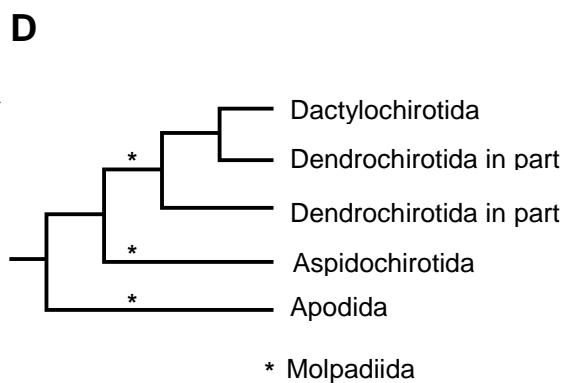 D
Dactylochirotida
*
Dendrochirotida in part
Dendrochirotida in part
*
Aspidochirotida
*
Apodida
* Molpadiida